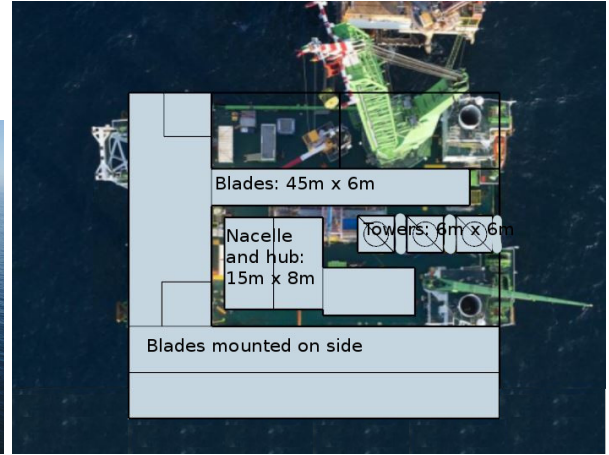 Blades: 45m x 6m
Towers: 6m x 6m
Nacelle
and hub:
15m x 8m
Blades mounted on side